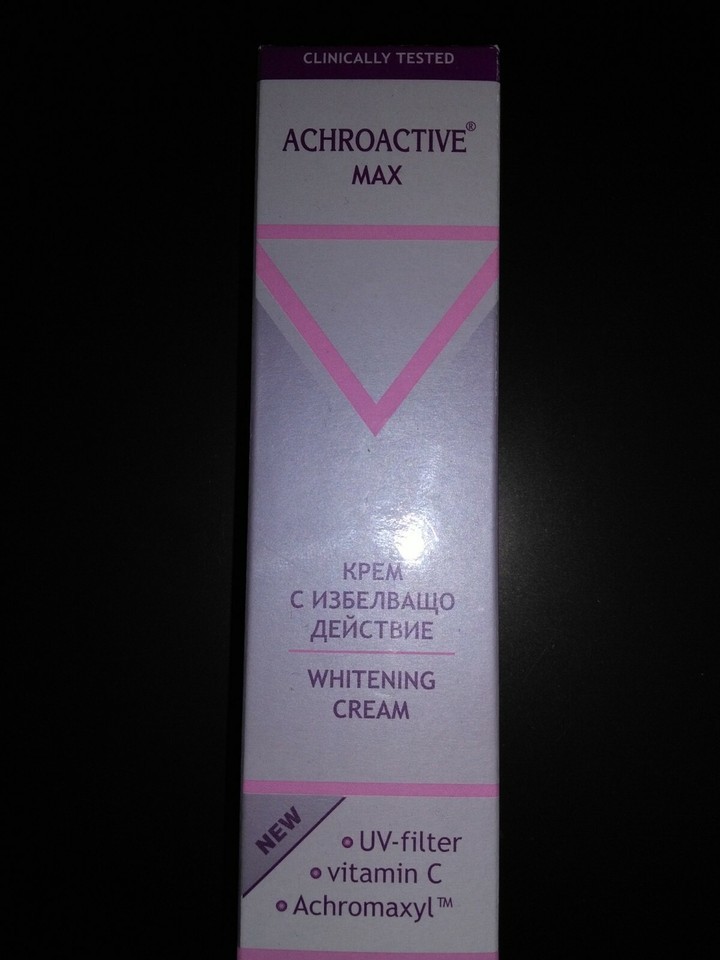 CLINICALLY TESTED
ACHROACTIVE®
MAX
КРЕМ
С ИЗБЕЛВАЩО
ДЕЙСТВИЕ
WHITENING
CREAM
NEW
UV-filter
vitamin C
Achromaxyl™